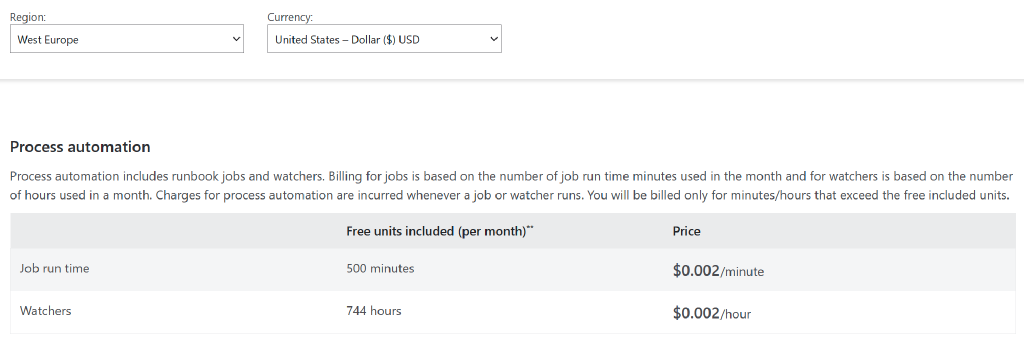 Region:
Currency:
West Europe
United States – Dollar ($) USD
Process automation
Process automation includes runbook jobs and watchers. Billing for jobs is based on the number of job run time minutes used in the month and for watchers is based on the number
of hours used in a month. Charges for process automation are incurred whenever a job or watcher runs. You will be billed only for minutes/hours that exceed the free included units.
Free units included (per month)**
Price
Job run time
500 minutes
$0.002/minute
Watchers
744 hours
$0.002/hour